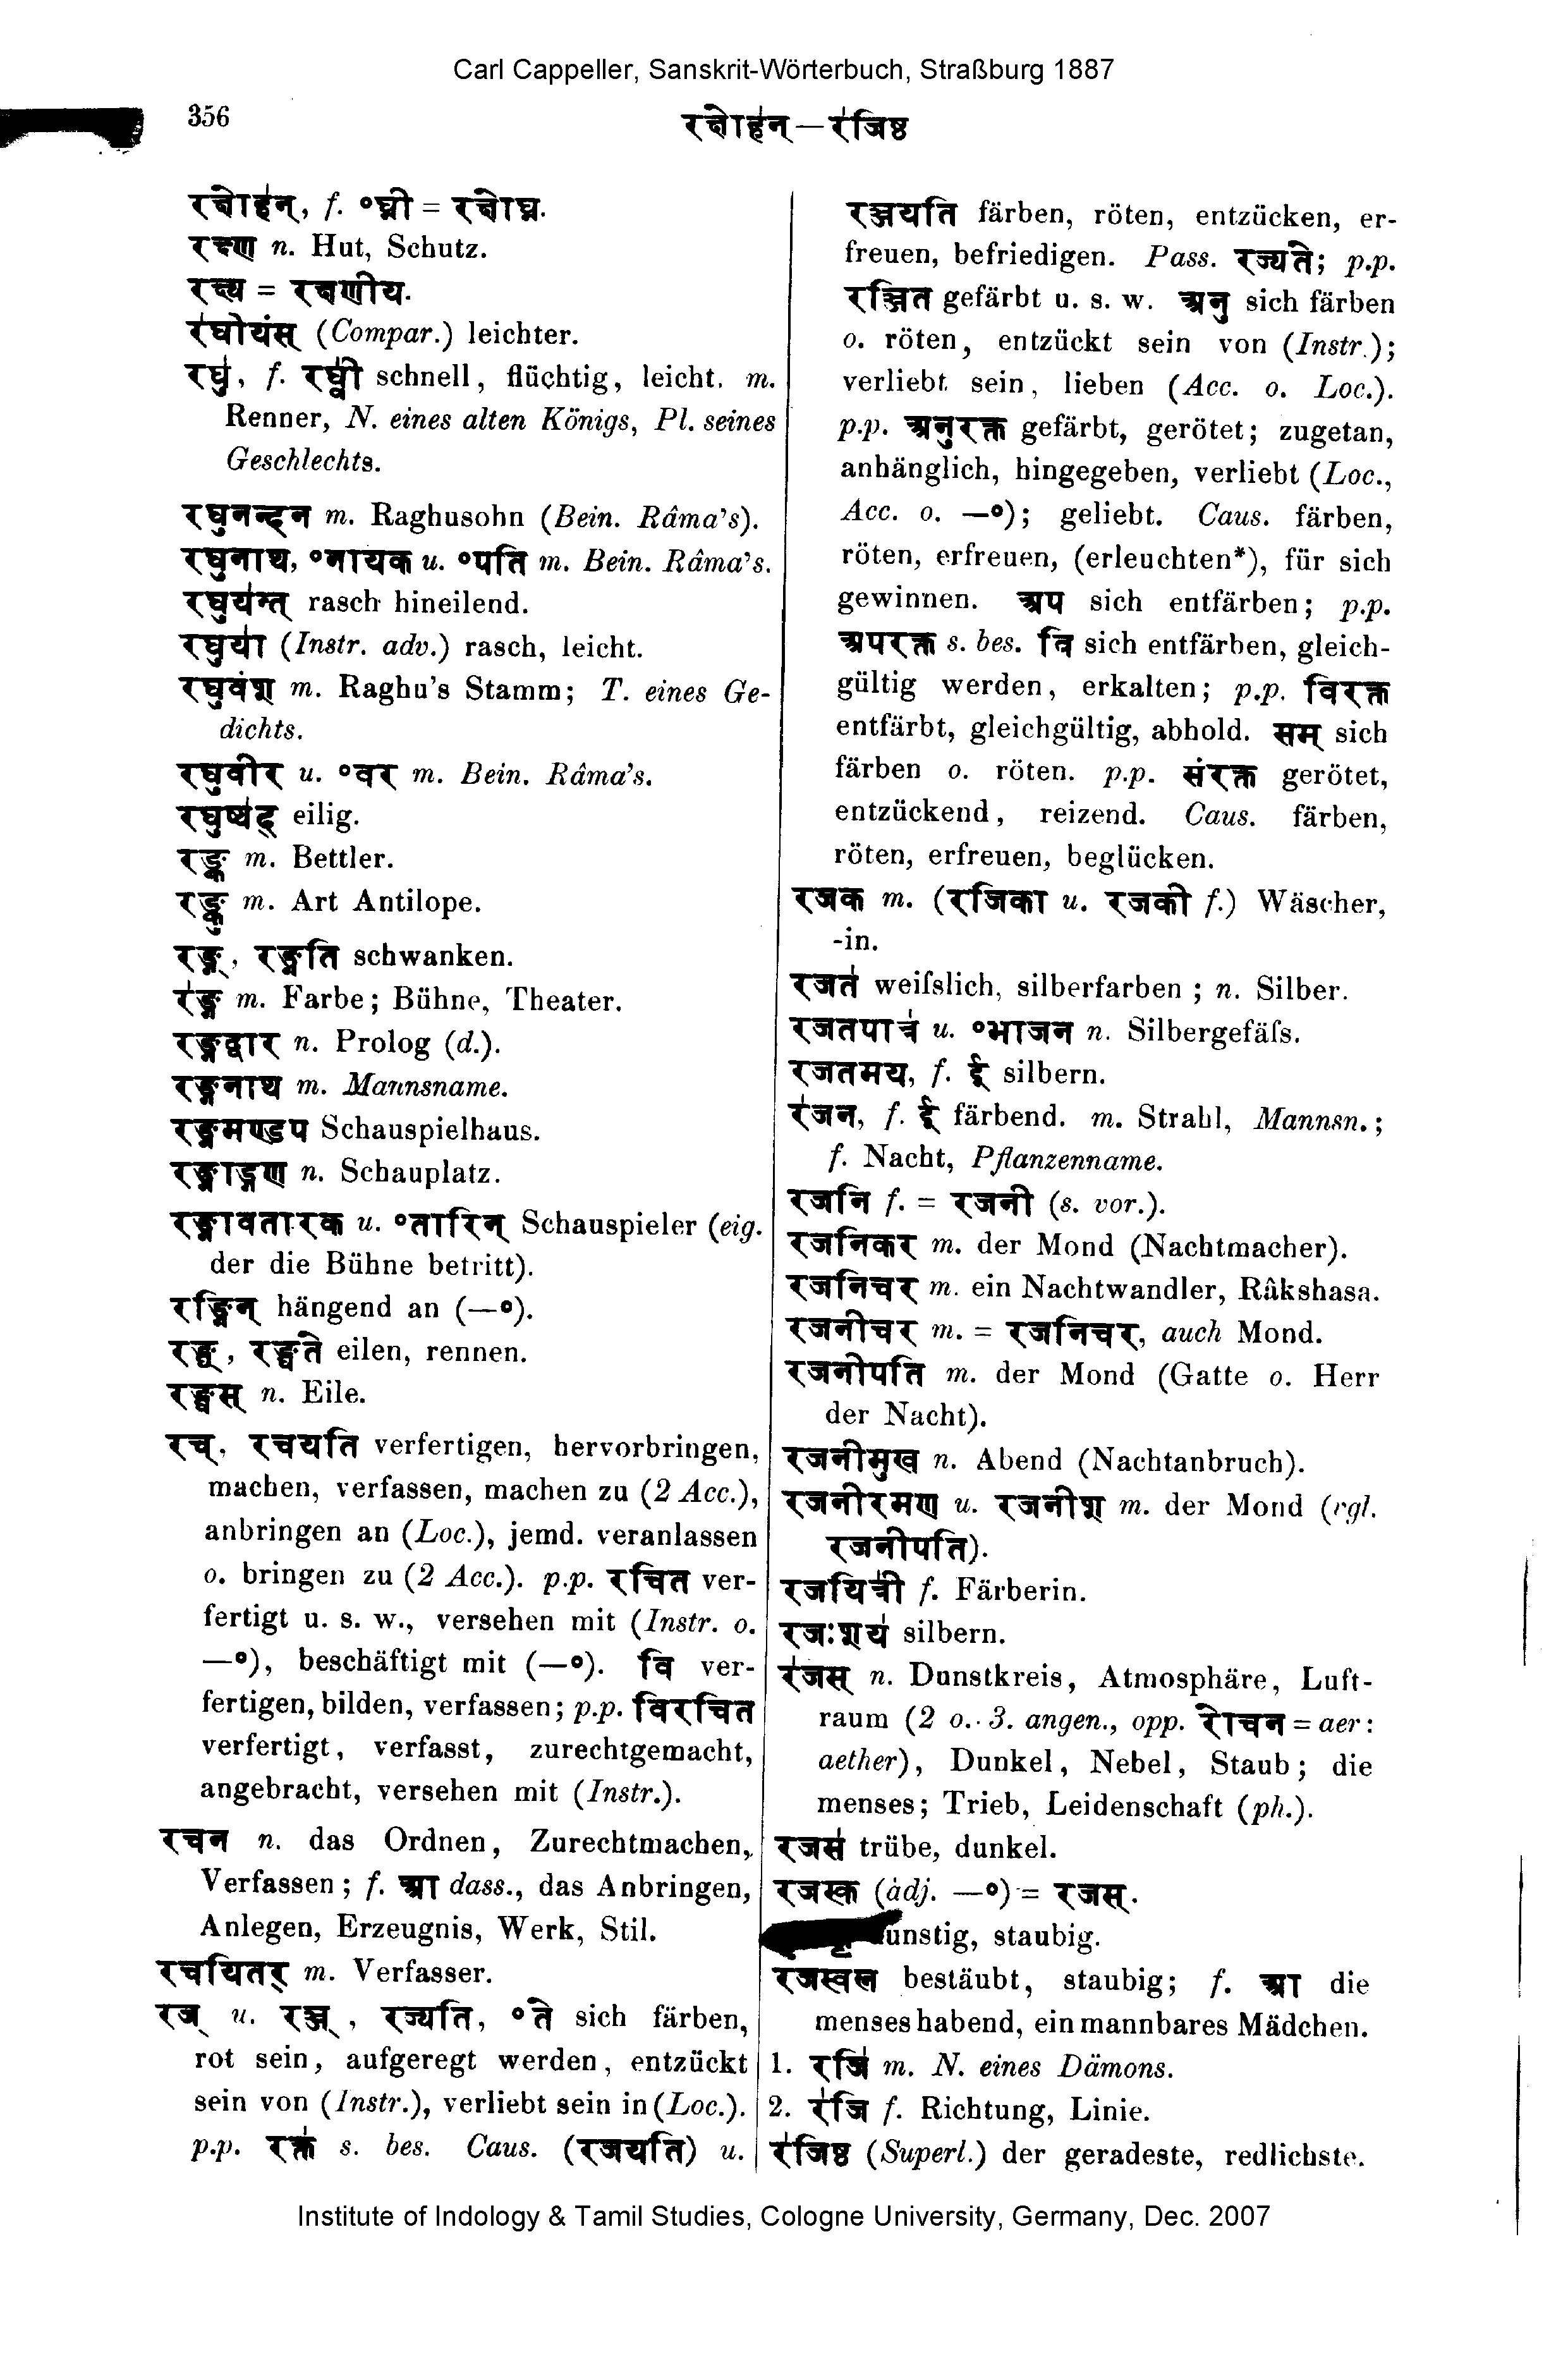 Carl Cappeller, Sanskrit-Wörterbuch, Straßburg 1887
356
रक्षोहन्—रजिष्ठ
रक्षोहन्, f. °घ्नी = रक्षोघ्न.
रक्ष्ण n. Hut, Schutz.
रक्ष्य = रक्षणीय.
रघीयंस् (Compar.) leichter.
रघु, f. रघ्वी schnell, flüchtig, leicht. m.
Renner, N. eines alten Königs, Pl. seines
Geschlechts.
रघुनन्दन m. Raghusohn (Bein. Râma's).
रघुनाथ, °नायक u. °पति m. Bein. Râma's.
रघुयन्त् rasch hineilend.
रघुया (Instr. adv.) rasch, leicht.
रघुवंश m. Raghu's Stamm; T. eines Ge-
dichts.
रघुवीर u. °वर m. Bein. Râma's.
रघुष्यद् eilig.
रङ्क m. Bettler.
रङ्कु m. Art Antilope.
रङ्ग्, रङ्गति schwanken.
रङ्ग m. Farbe; Bühne, Theater.
रङ्गद्वार n. Prolog (d.).
रङ्गनाथ m. Mannsname.
रङ्गमण्डप Schauspielhaus.
रङ्गाङ्गण n. Schauplatz.
रङ्गावतारक u. °तारिन् Schauspieler (eig.
der die Bühne betritt).
रङ्गिन् hängend an (—°).
रङ्घ्, रङ्घते eilen, rennen.
रङ्घस् n. Eile.
रच्, रचयति verfertigen, hervorbringen,
machen, verfassen, machen zu (2 Acc.),
anbringen an (Loc.), jemd. veranlassen
o. bringen zu (2 Acc.). p.p. रचित ver-
fertigt u. s. w., versehen mit (Instr. o.
—°), beschäftigt mit (—°). वि ver-
fertigen, bilden, verfassen; p.p. विरचित
verfertigt, verfasst, zurechtgemacht,
angebracht, versehen mit (Instr.).
रचन n. das Ordnen, Zurechtmachen,
Verfassen; f. आ dass., das Anbringen,
Anlegen, Erzeugnis, Werk, Stil.
रचयितर् m. Verfasser.
रज् u. रञ्ज्, रज्यति, °ते sich färben,
rot sein, aufgeregt werden, entzückt
sein von (Instr.), verliebt sein in (Loc.).
p.p. रक्त s. bes. Caus. (रजयति) u.
रञ्जयति färben, röten, entzücken, er-
freuen, befriedigen. Pass. रज्यते; p.p.
रञ्जित gefärbt u. s. w. अनु sich färben
o. röten, entzückt sein von (Instr.);
verliebt sein, lieben (Acc. o. Loc.).
p.p. अनुरक्त gefärbt, gerötet; zugetan,
anhänglich, hingegeben, verliebt (Loc.,
Acc. o. —°); geliebt. Caus. färben,
röten, erfreuen, (erleuchten*), für sich
gewinnen. अप sich entfärben; p.p.
अपरक्त s. bes. वि sich entfärben, gleich-
gültig werden, erkalten; p.p. विरक्त
entfärbt, gleichgültig, abhold. सम् sich
färben o. röten. p.p. संरक्त gerötet,
entzückend, reizend. Caus. färben,
röten, erfreuen, beglücken.
रजक m. (रजिका u. रजकी f.) Wäscher,
-in.
रजत weiſslich, silberfarben; n. Silber.
रजतपात्र u. °भाजन n. Silbergefäſs.
रजतमय, f. ई silbern.
रजन, f. ई färbend. m. Strahl, Mannsn.;
f. Nacht, Pflanzenname.
रजनि f. = रजनी (s. vor.).
रजनिकर m. der Mond (Nachtmacher).
रजनिचर m. ein Nachtwandler, Râkshasa.
रजनीचर m. = रजनिचर, auch Mond.
रजनीपति m. der Mond (Gatte o. Herr
der Nacht).
रजनीमुख n. Abend (Nachtanbruch).
रजनीरमण u. रजनीश m. der Mond (vgl.
रजनीपति).
रजयित्री f. Färberin.
रजःशय silbern.
रजस् n. Dunstkreis, Atmosphäre, Luft-
raum (2 o. 3. angen., opp. रोचन = aer:
aether), Dunkel, Nebel, Staub; die
menses; Trieb, Leidenschaft (ph.).
रजस trübe, dunkel.
रजस्क (adj. —°) = रजस्.
unstig, staubig.
रजस्वल bestäubt, staubig; f. आ die
menses habend, ein mannbares Mädchen.
1. रजि m. N. eines Dämons.
2. रजि f. Richtung, Linie.
रजिष्ठ (Superl.) der geradeste, redlichste.
Institute of Indology & Tamil Studies, Cologne University, Germany, Dec. 2007